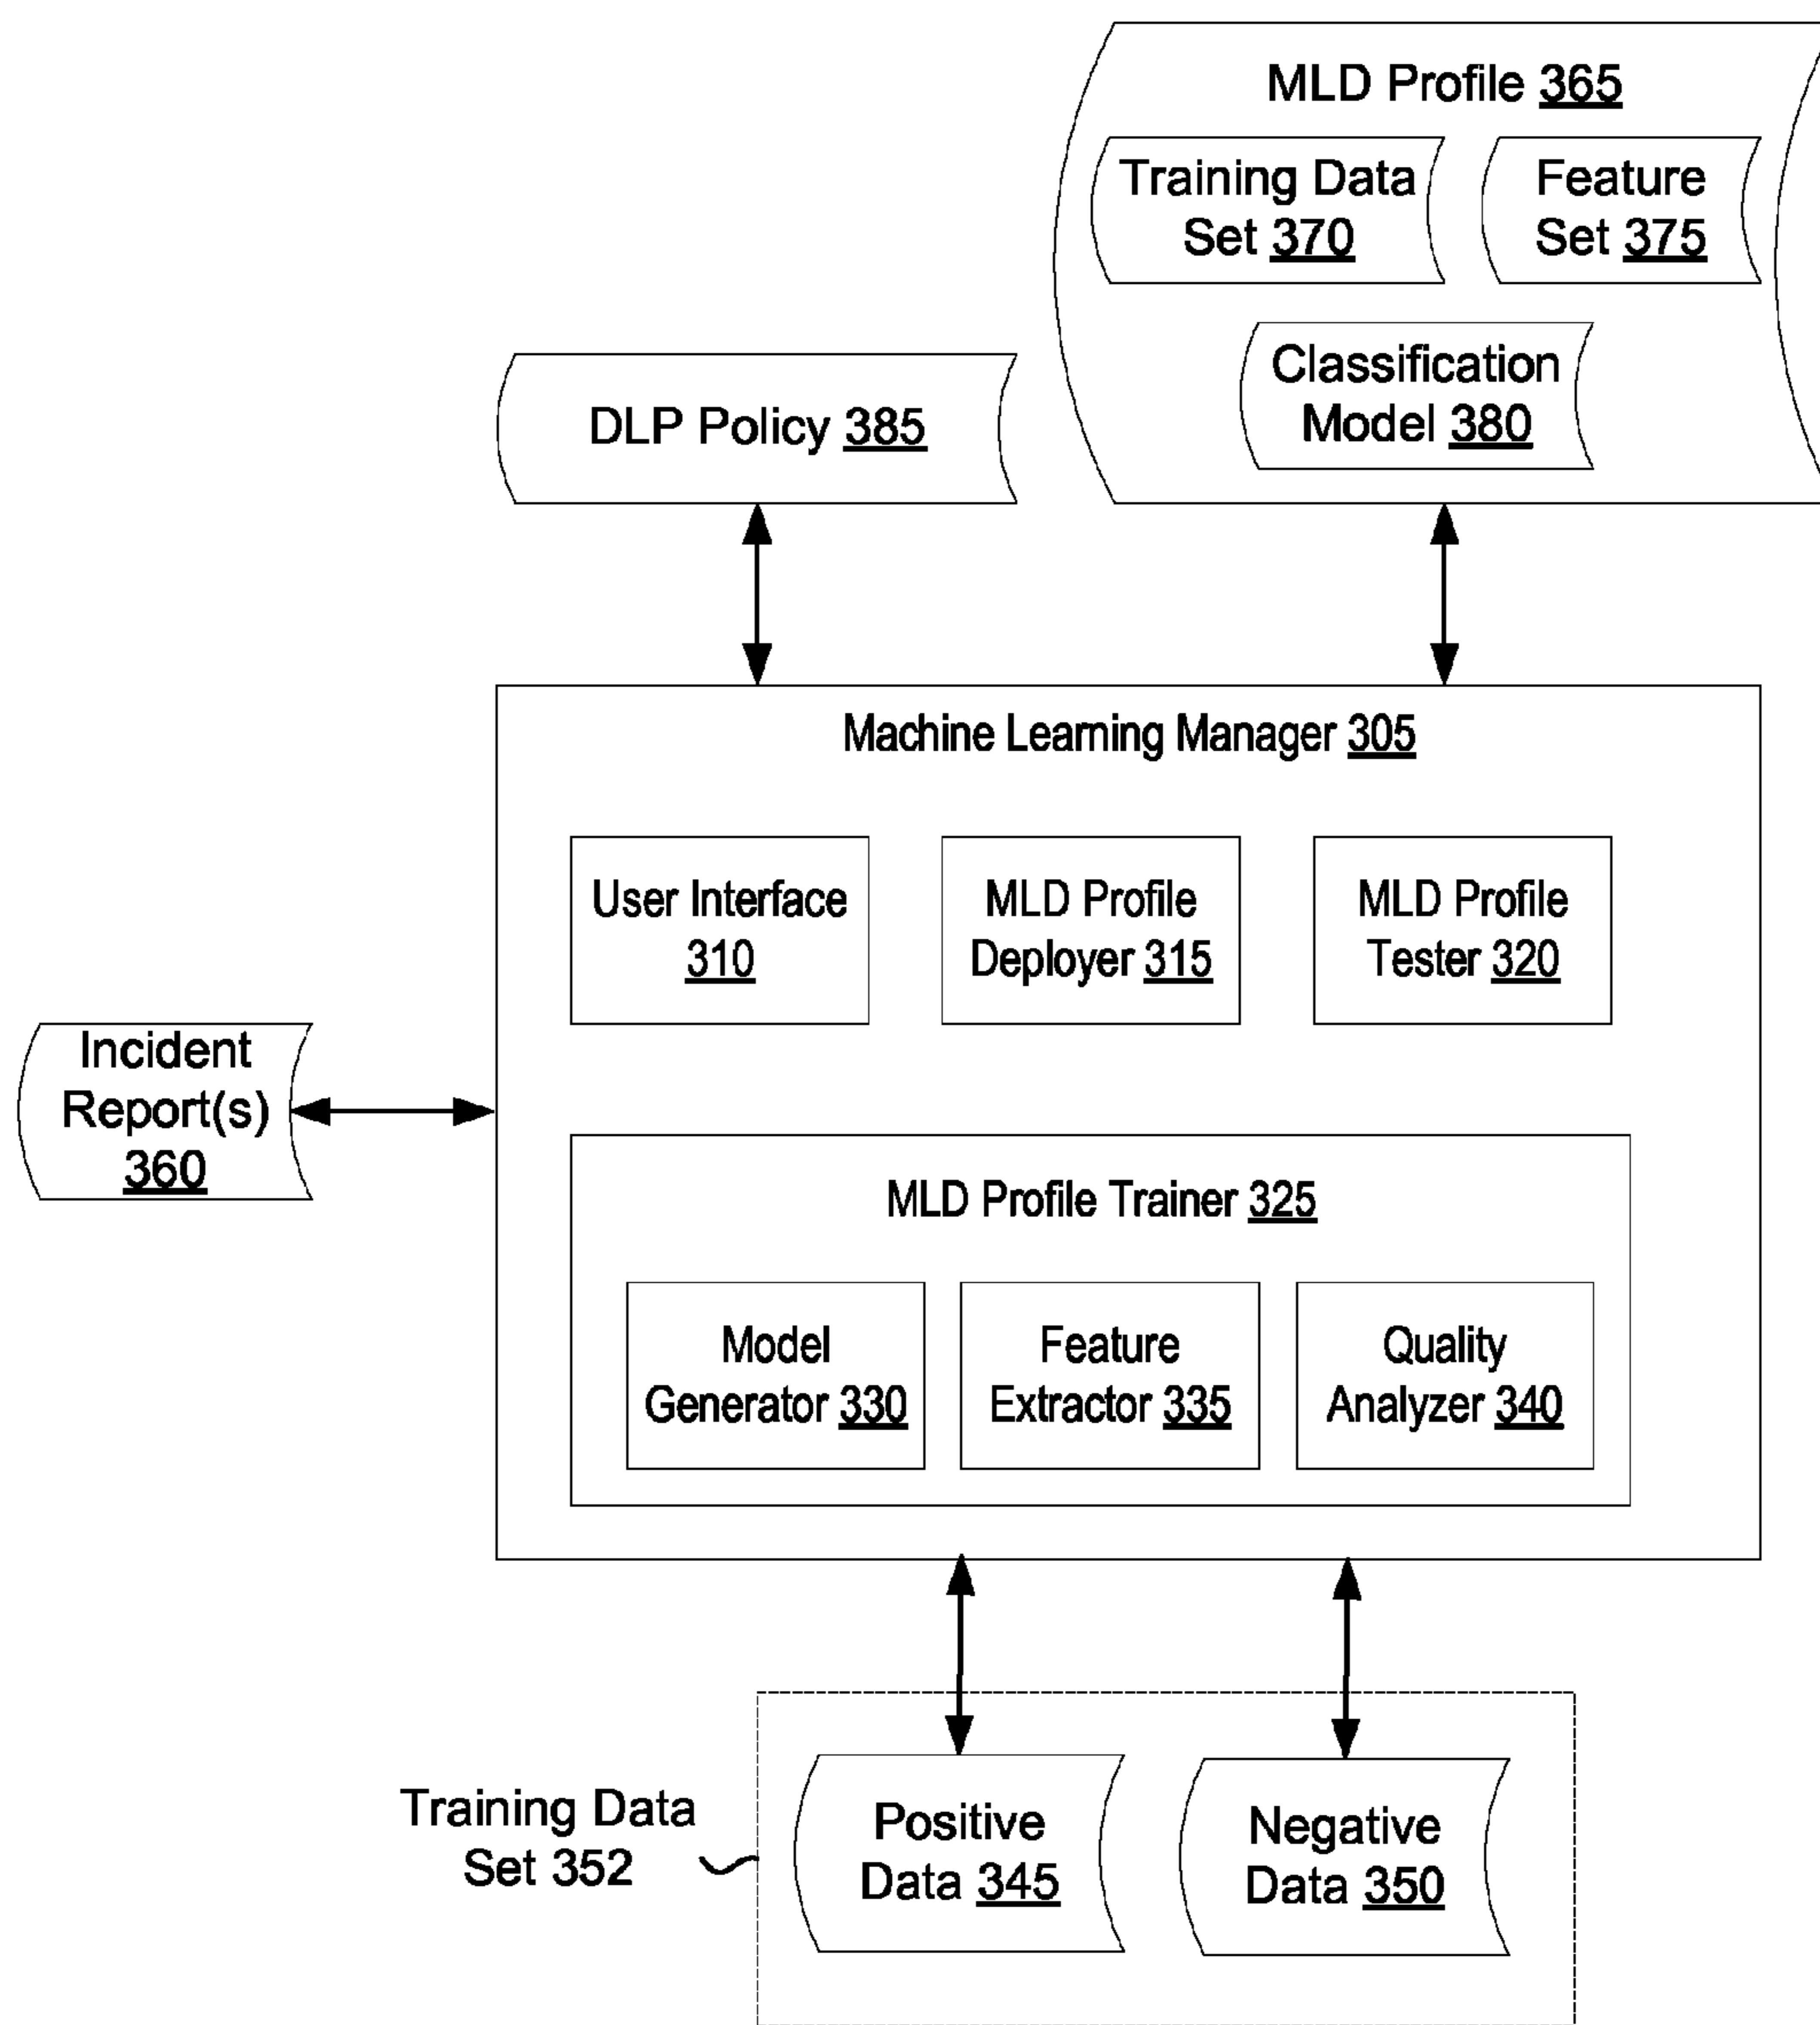 MLD Profile 365
Training Data
Set 370
Feature
Set 375
Classification
Model 380
DLP Policy 385
Machine Learning Manager 305
User Interface
310
MLD Profile
Deployer 315
MLD Profile
Tester 320
Incident
Report(s)
360
MLD Profile Trainer 325
Model
Generator 330
Feature
Extractor 335
Quality
Analyzer 340
Training Data
Set 352
Positive
Data 345
Negative
Data 350